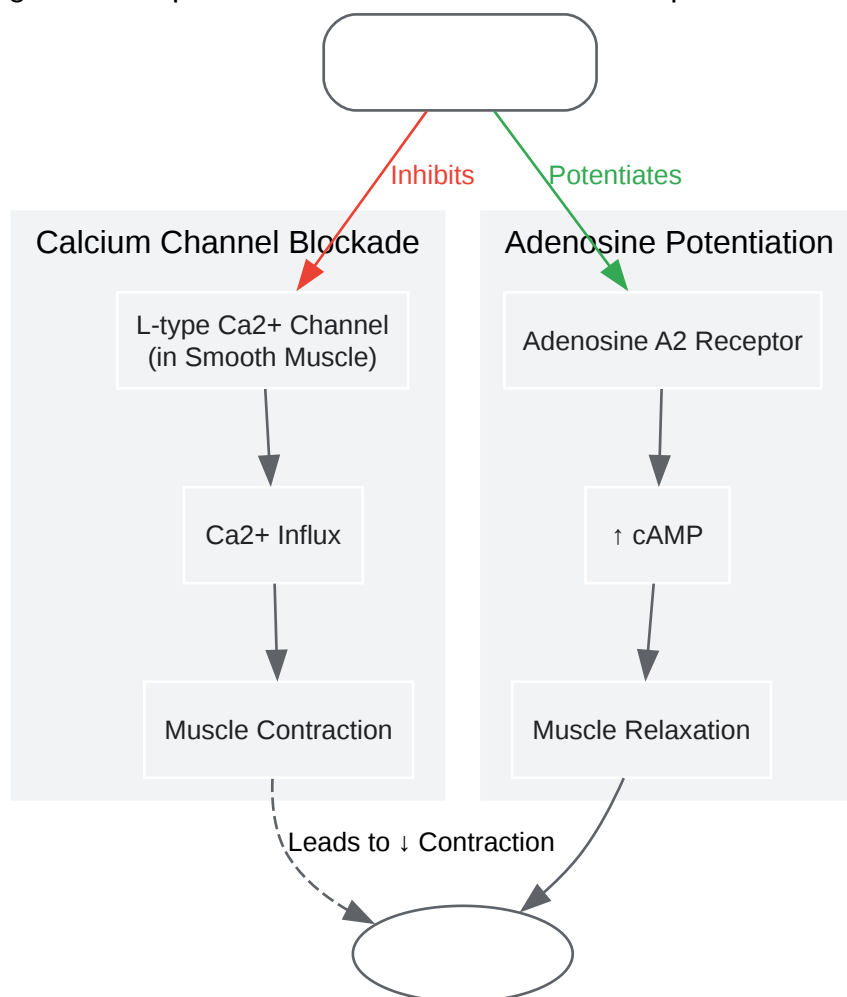 Inhibits
Potentiates
Calcium Channel Blockade
Adenosine Potentiation
L-type Ca2+ Channel
(in Smooth Muscle)
Adenosine A2 Receptor
Ca2+ Influx
↑ cAMP
Muscle Contraction
Muscle Relaxation
Leads to ↓ Contraction